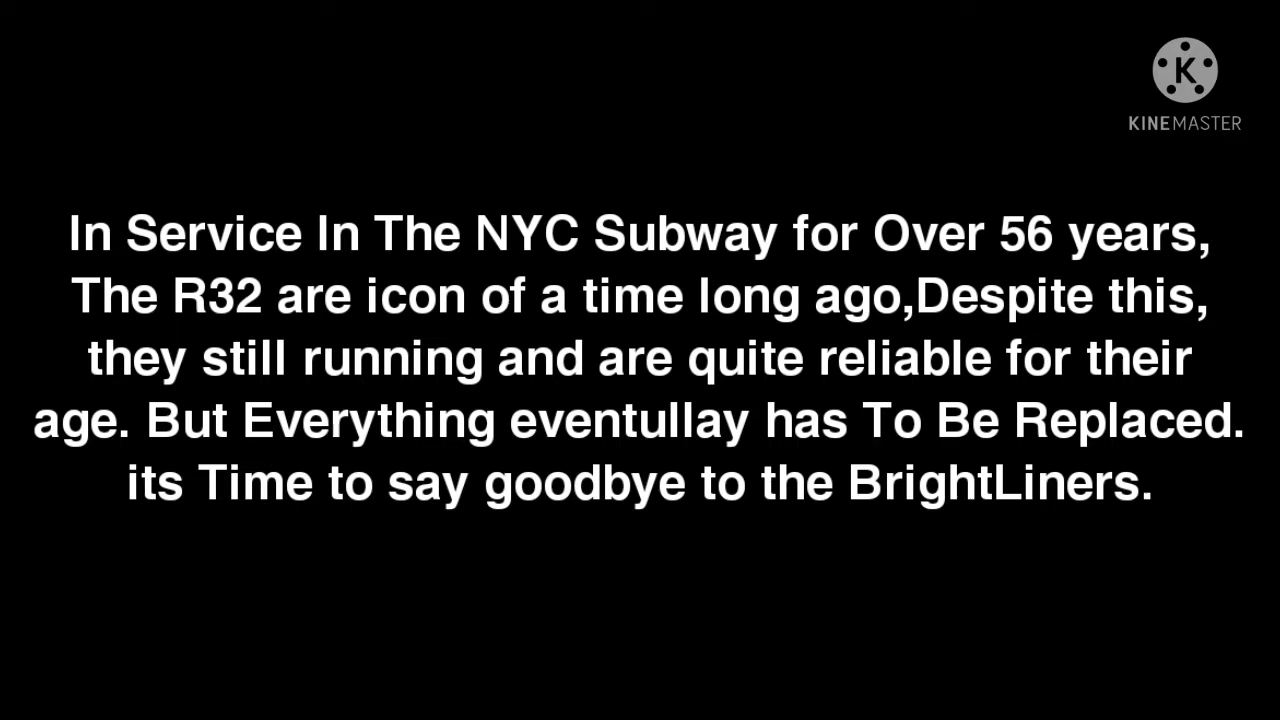 K
KINEMASTER
In Service In The NYC Subway for Over 56 years,
The R32 are icon of a time long ago,Despite this,
they still running and are quite reliable for their
age. But Everything eventullay has To Be Replaced.
its Time to say goodbye to the BrightLiners.